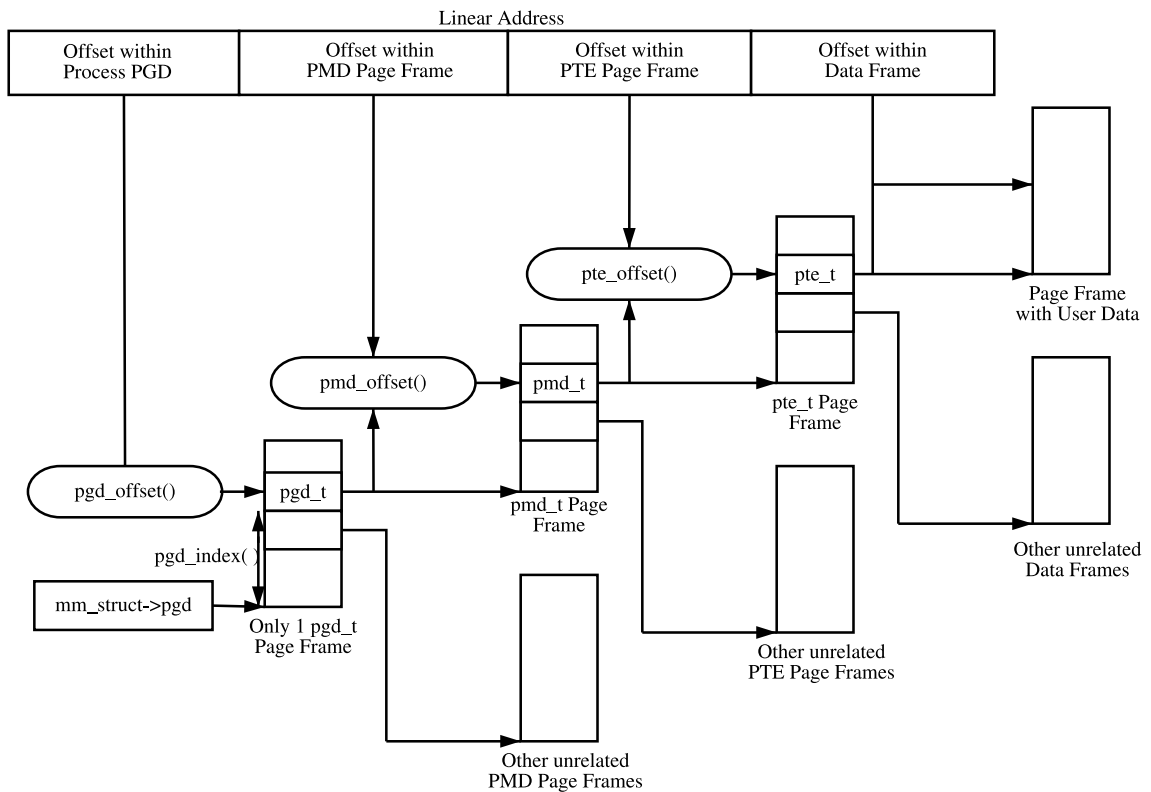 Linear Address
Offset within
Process PGD
Offset within
PMD Page Frame
Offset within
PTE Page Frame
Offset within
Data Frame
pte_offset()
pte_t
Page Frame
with User Data
pmd_offset()
pmd_t
pte_t Page
Frame
pgd_offset()
pgd_t
pmd_t Page
Frame
pgd_index( )
Other unrelated
Data Frames
mm_struct->pgd
Only 1 pgd_t
Page Frame
Other unrelated
PTE Page Frames
Other unrelated
PMD Page Frames